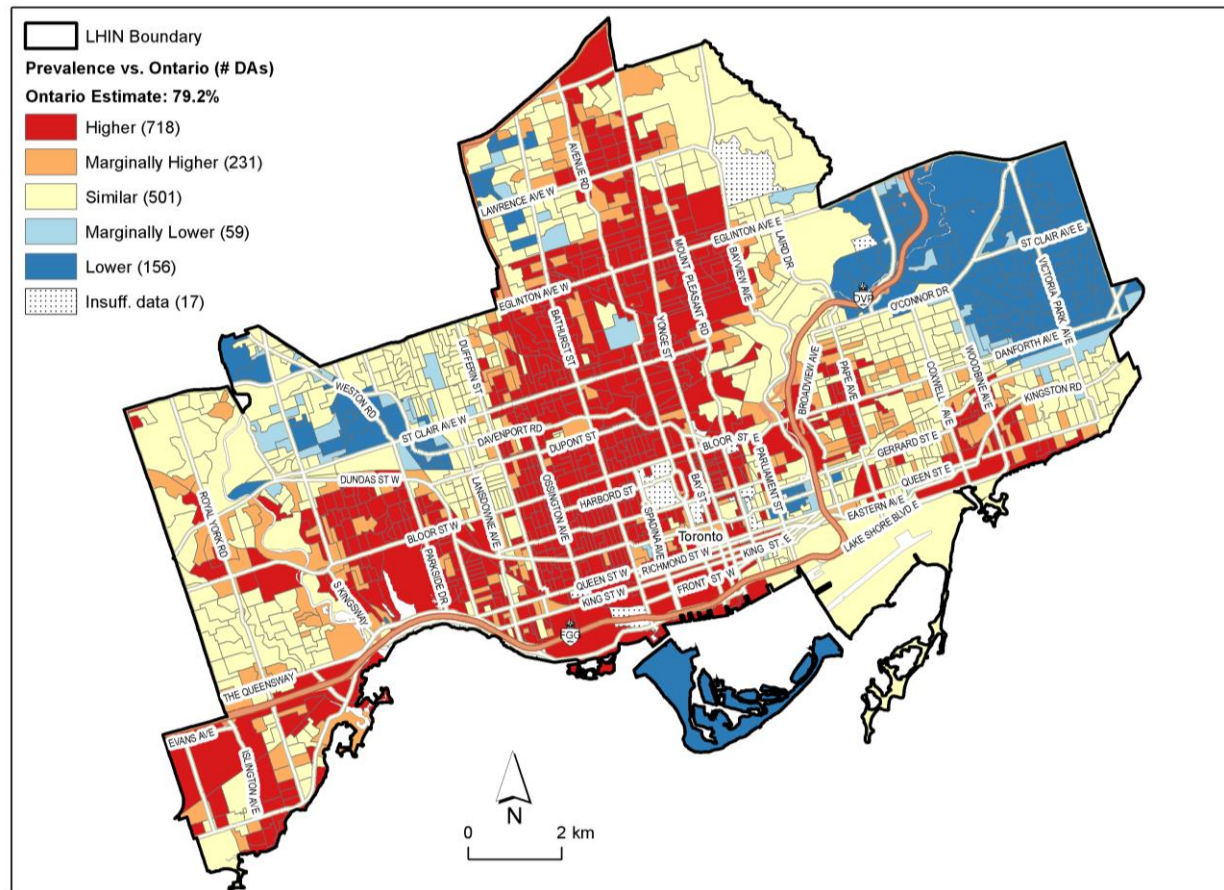 LHIN Boundary
Prevalence vs. Ontario (# DAs)
Ontario Estimate: 79.2%
Higher (718)
Marginally Higher (231)
Similar (501)
Marginally Lower (59)
Lower (156)
Insuff. data (17)
AVENUE RD
LAWRENCE AVE W
EGLINTON AVE E
LAIRD DR
BAYVIEW AVE
MOUNT PLEASANT RD
ST CLAIR AVE E
VICTORIA PARK AVE
DVP
O'CONNOR DR
EGLINTON AVE W
BATHURST ST
YONGE ST
DUFFERIN ST
BROADVIEW AVE
PAPE AVE
COXWELL AVE
WOODBINE AVE
DANFORTH AVE
KINGSTON RD
WESTON RD
ST CLAIR AVE W
DAVENPORT RD
DUPONT ST
BLOOR ST E
PARLIAMENT ST
GERRARD ST E
QUEEN ST E
EASTERN AVE
LAKE SHORE BLVD E
DUNDAS ST W
ROYAL YORK RD
LANSDOWNE AVE
OSSINGTON AVE
HARBORD ST
BAY ST
SPADINA AVE
Toronto
BLOOR ST W
PARKSIDE DR
S KINGSWAY
QUEEN ST W
RICHMOND ST W
KING ST E
KING ST W
FRONT ST W
FGG
THE QUEENSWAY
EVANS AVE
ISLINGTON AVE
N
0 2 km